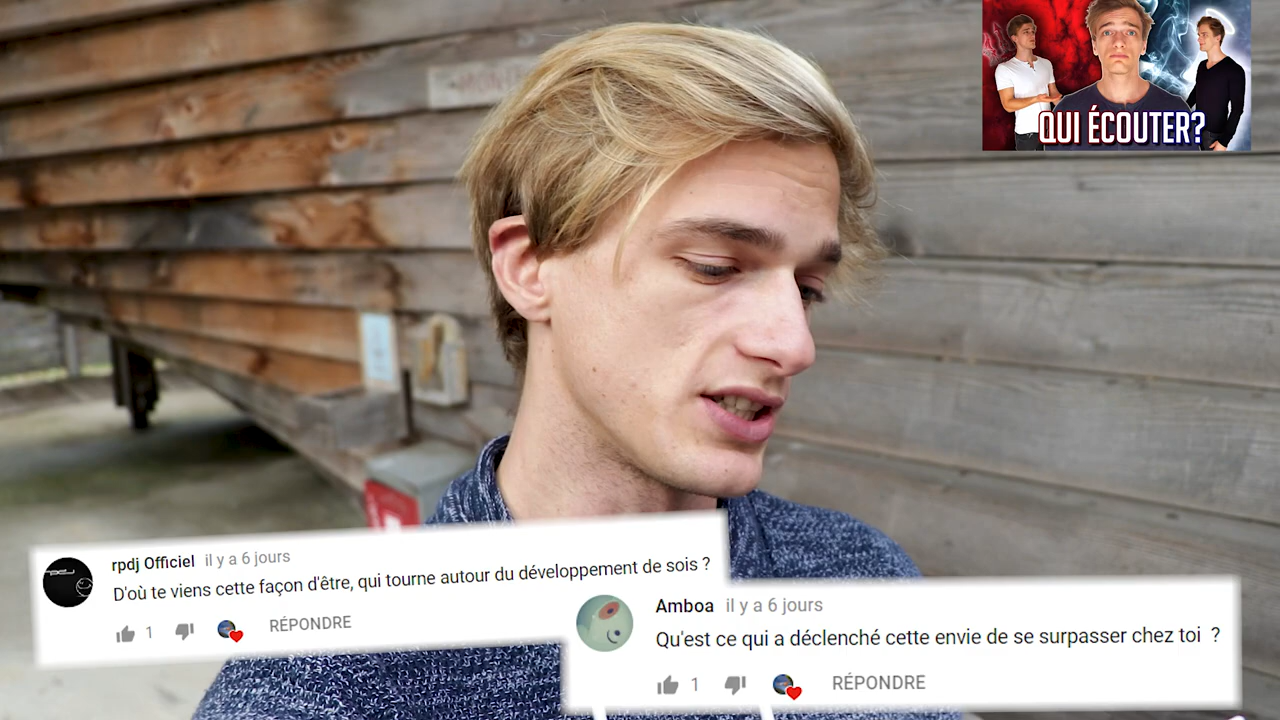 QUI ÉCOUTER?
rpdj Officiel il y a 6 jours
D'où te viens cette façon d'être, qui tourne autour du développement de sois ?
1 RÉPONDRE
Amboa il y a 6 jours
Qu'est ce qui a déclenché cette envie de se surpasser chez toi ?
1 RÉPONDRE